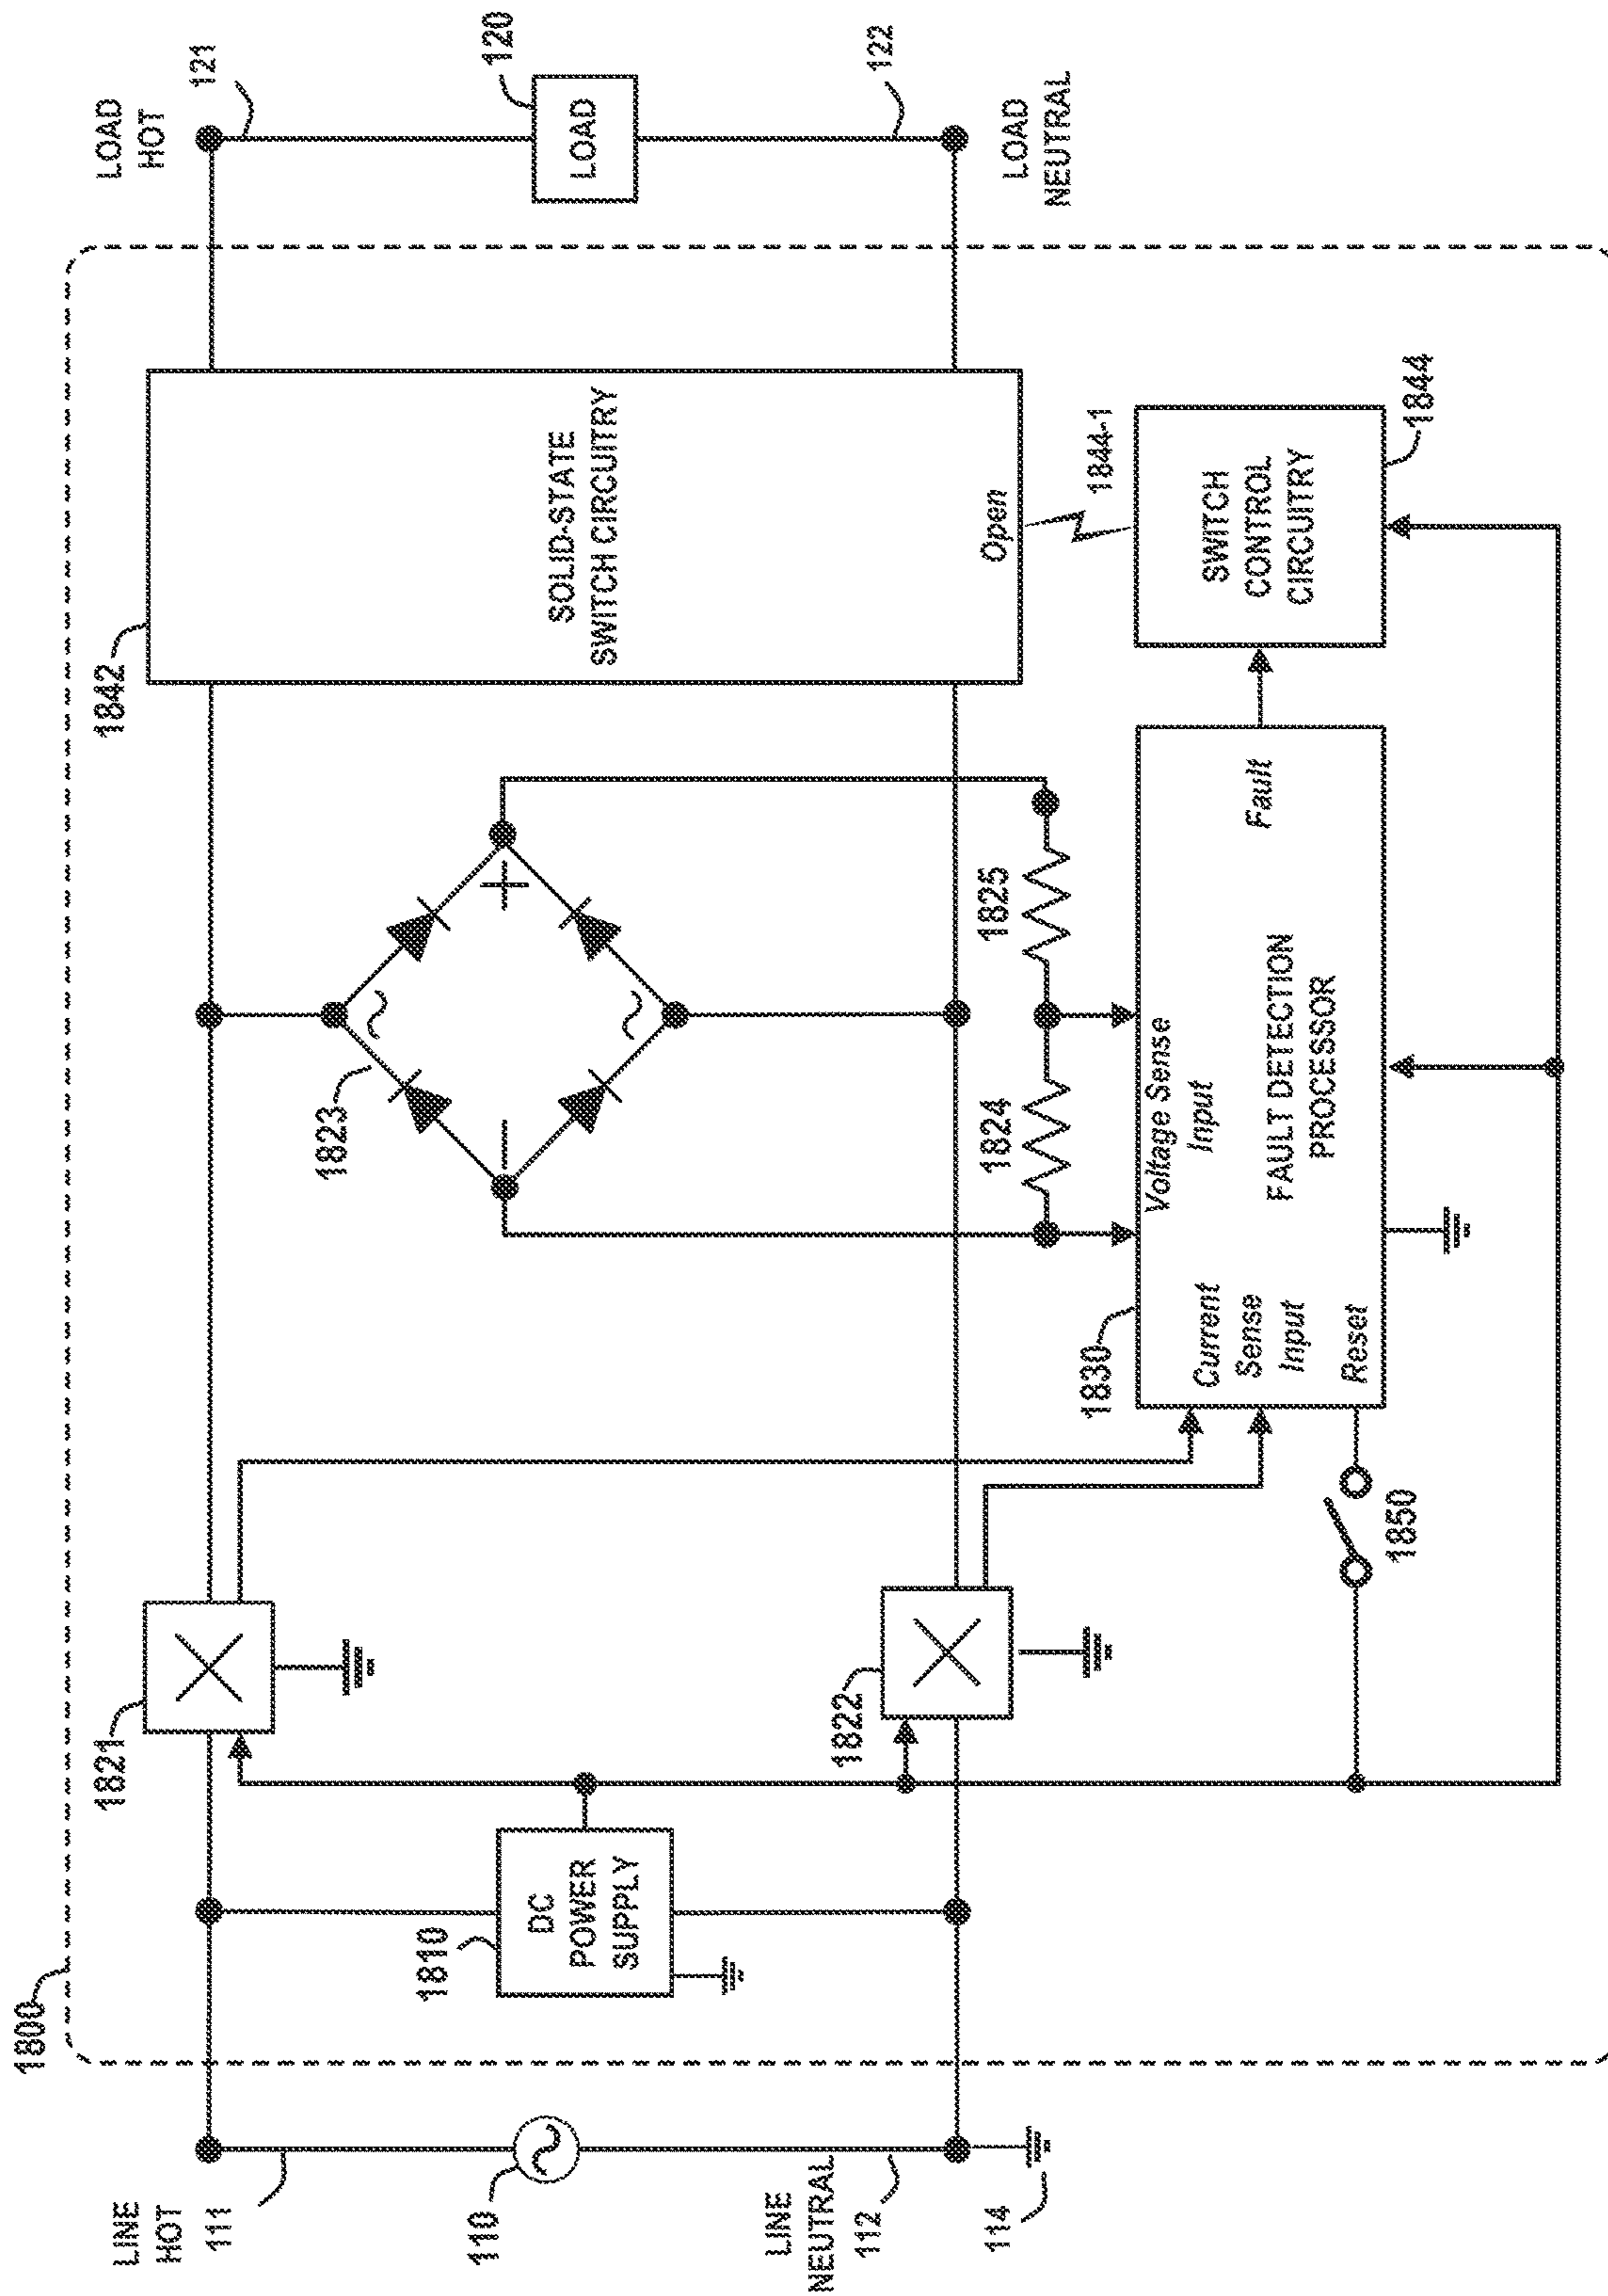 1800
LINE
HOT
111
110
LINE
NEUTRAL
112
114
1810
DC
POWER
SUPPLY
1821
1822
1823
1824
1825
1830
Voltage Sense
Input
Current
Sense
Input
Reset
FAULT DETECTION
PROCESSOR
Fault
1850
1842
SOLID-STATE
SWITCH CIRCUITRY
Open
1844-1
SWITCH
CONTROL
CIRCUITRY
1844
LOAD
HOT
121
120
LOAD
122
LOAD
NEUTRAL